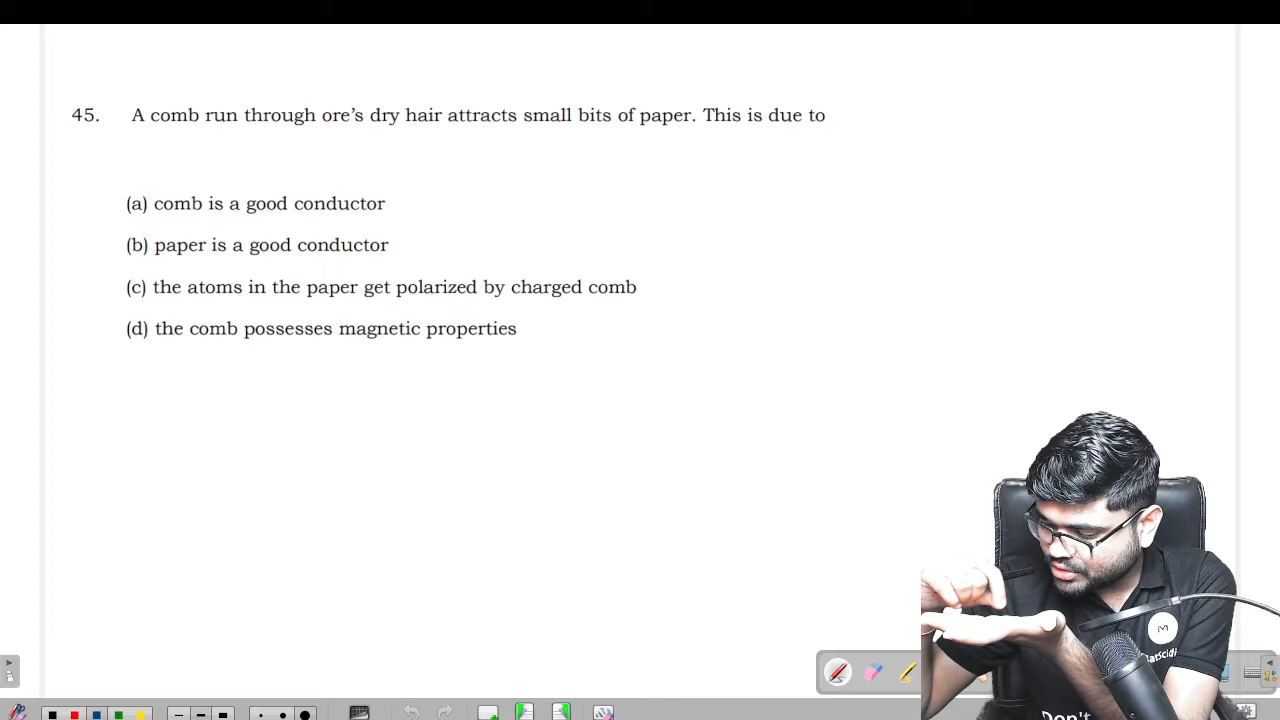 45. A comb run through ore's dry hair attracts small bits of paper. This is due to
(a) comb is a good conductor
(b) paper is a good conductor
(c) the atoms in the paper get polarized by charged comb
(d) the comb possesses magnetic properties
M
Don't